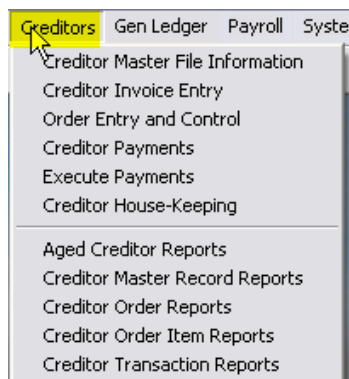 Creditors Gen Ledger Payroll Syste
Creditor Master File Information
Creditor Invoice Entry
Order Entry and Control
Creditor Payments
Execute Payments
Creditor House-Keeping
Aged Creditor Reports
Creditor Master Record Reports
Creditor Order Reports
Creditor Order Item Reports
Creditor Transaction Reports